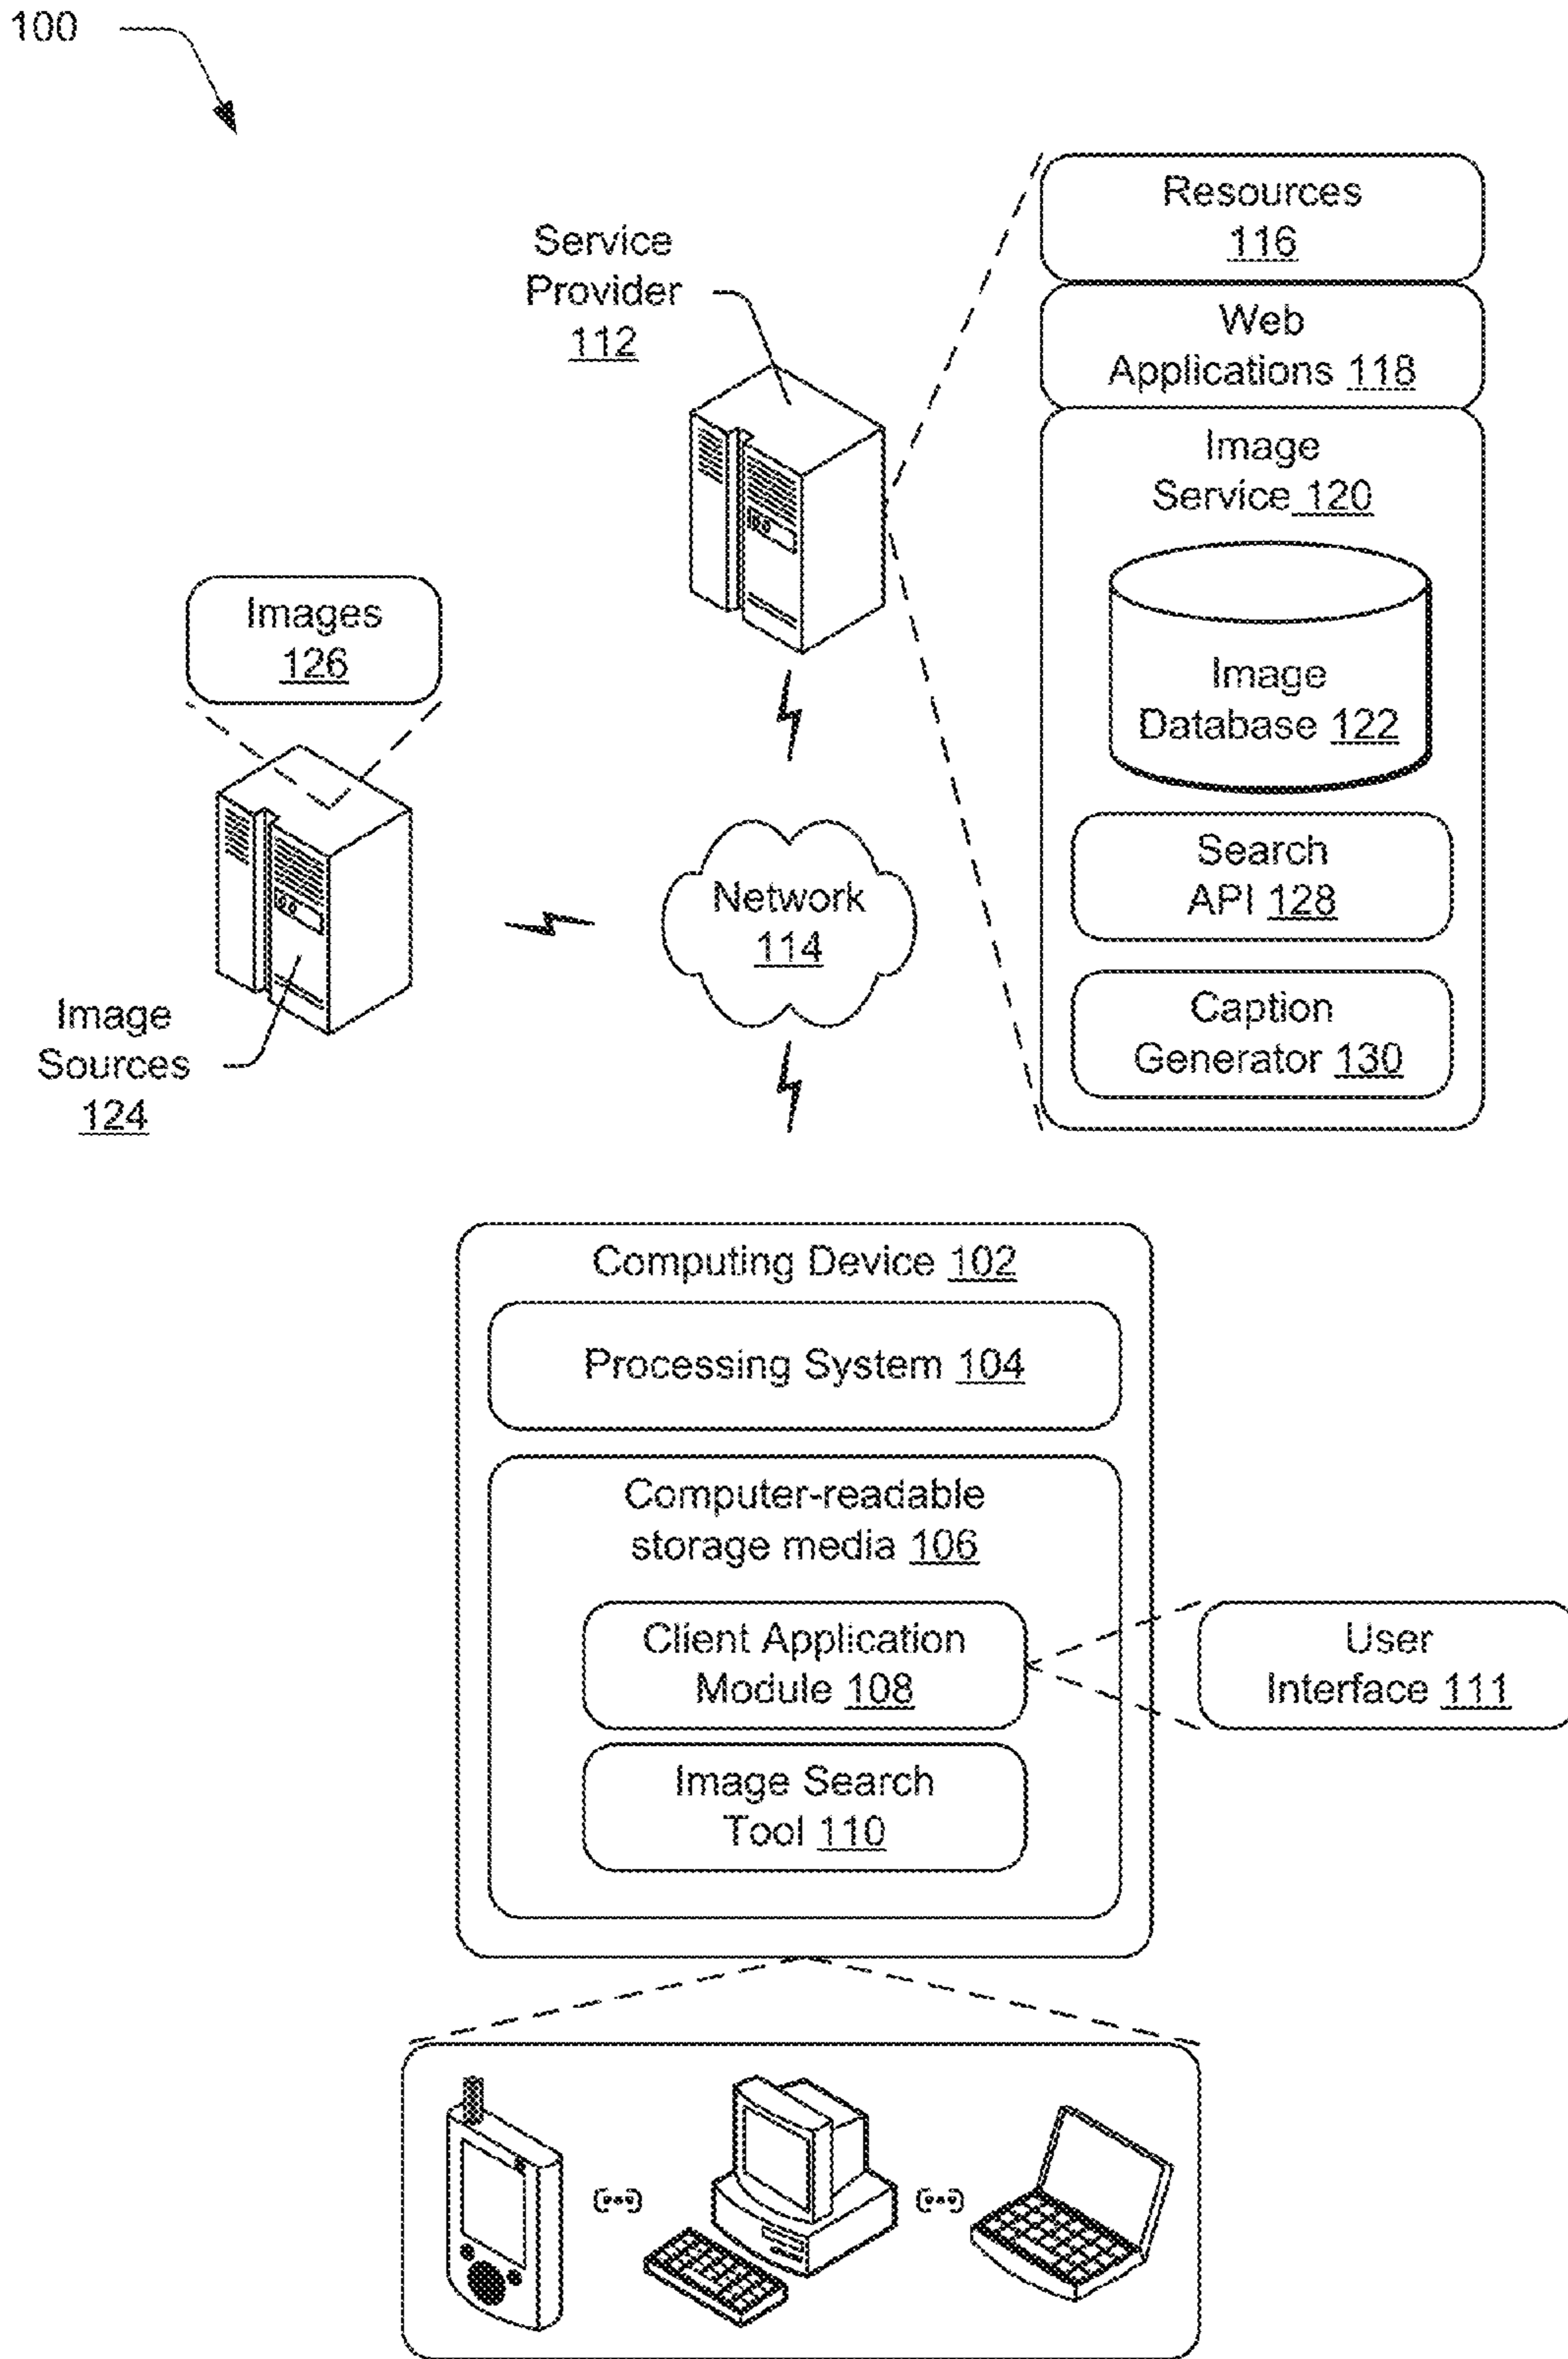 100
Resources
116
Service
Provider
112
Web
Applications 118
Image
Service 120
Images
126
Image
Database 122
Search
API 128
Network
114
Caption
Generator 130
Image
Sources
124
Computing Device 102
Processing System 104
Computer-readable
storage media 106
Client Application
Module 108
User
Interface 111
Image Search
Tool 110